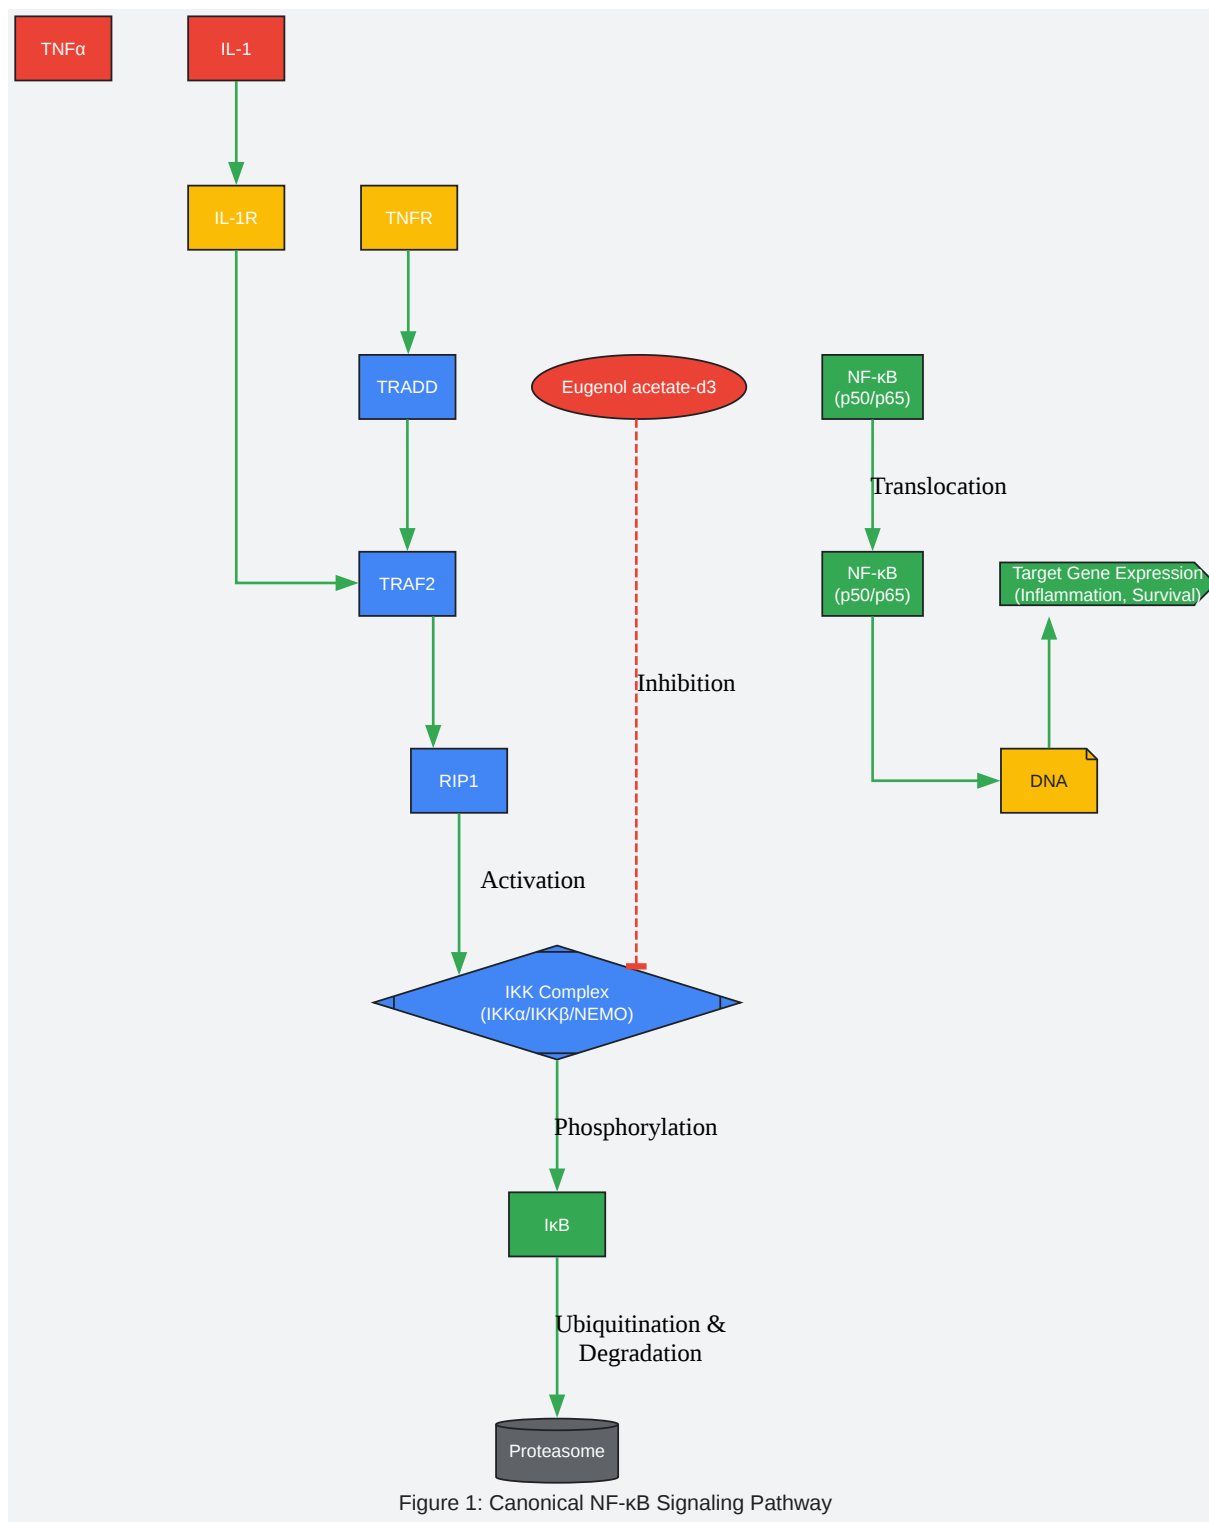 TNFα
IL-1
IL-1R
TNFR
TRADD
Eugenol acetate-d3
NF-κB
(p50/p65)
Translocation
TRAF2
NF-κB
(p50/p65)
Target Gene Expression
(Inflammation, Survival)
Inhibition
RIP1
DNA
Activation
IKK Complex
(IKKα/IKKβ/NEMO)
Phosphorylation
IκB
Ubiquitination &
Degradation
Proteasome
Figure 1: Canonical NF-κB Signaling Pathway